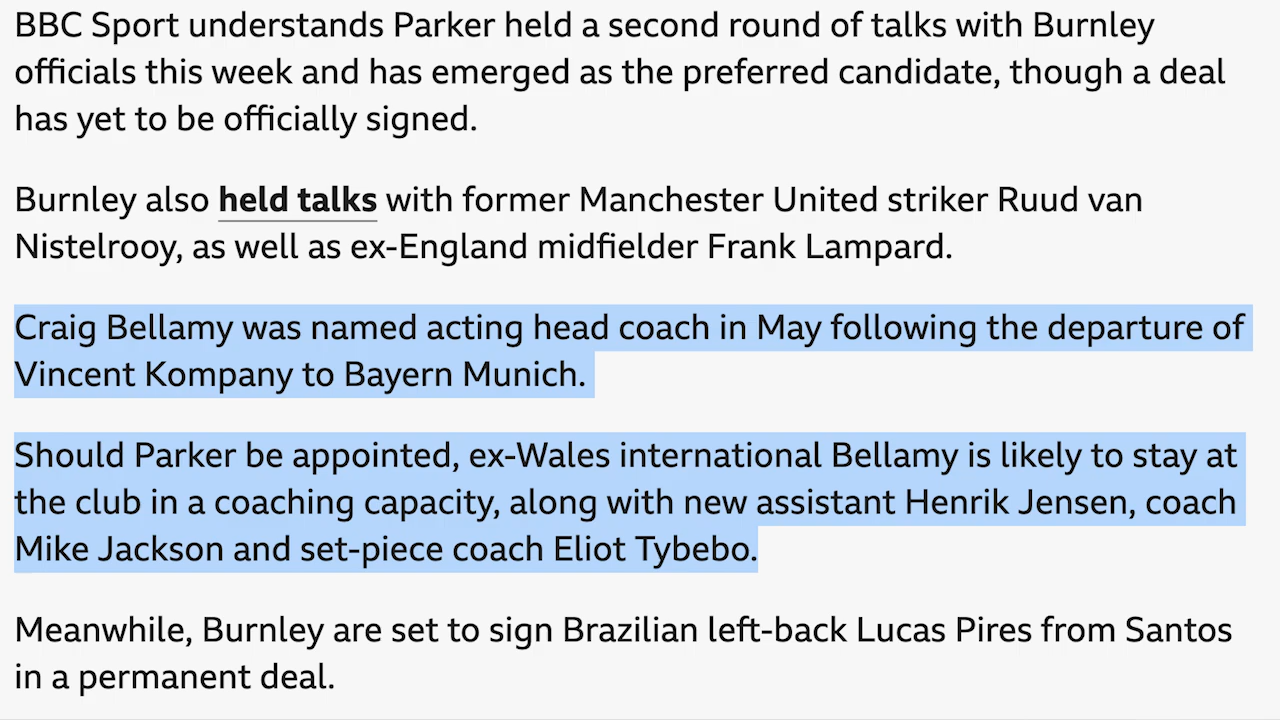 BBC Sport understands Parker held a second round of talks with Burnley
officials this week and has emerged as the preferred candidate, though a deal
has yet to be officially signed.
Burnley also held talks with former Manchester United striker Ruud van
Nistelrooy, as well as ex-England midfielder Frank Lampard.
Craig Bellamy was named acting head coach in May following the departure of
Vincent Kompany to Bayern Munich.
Should Parker be appointed, ex-Wales international Bellamy is likely to stay at
the club in a coaching capacity, along with new assistant Henrik Jensen, coach
Mike Jackson and set-piece coach Eliot Tybebo.
Meanwhile, Burnley are set to sign Brazilian left-back Lucas Pires from Santos
in a permanent deal.